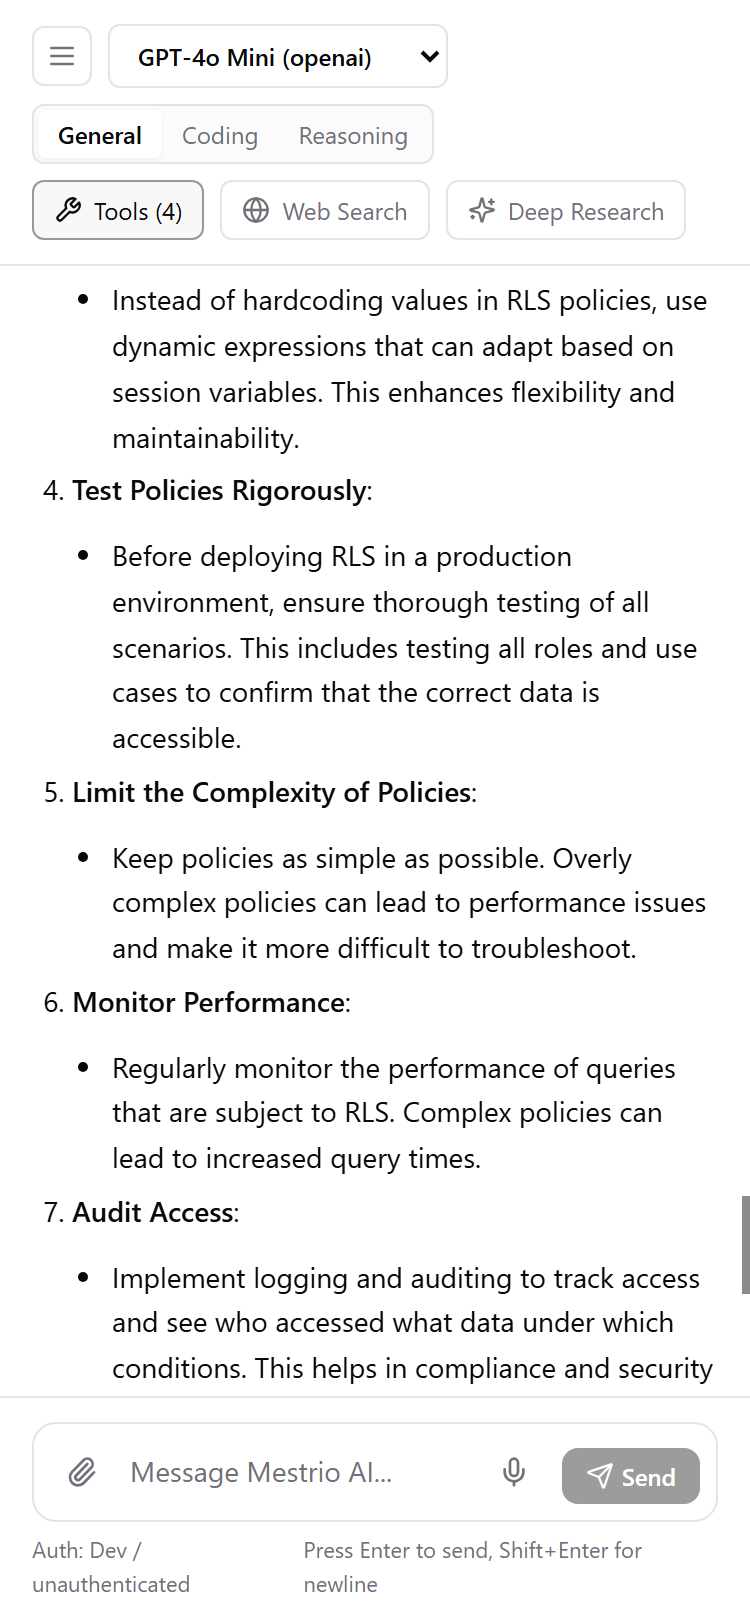 GPT-4o Mini (openai)
General Coding Reasoning
Tools (4) Web Search Deep Research
• Instead of hardcoding values in RLS policies, use
dynamic expressions that can adapt based on
session variables. This enhances flexibility and
maintainability.
4. Test Policies Rigorously:
• Before deploying RLS in a production
environment, ensure thorough testing of all
scenarios. This includes testing all roles and use
cases to confirm that the correct data is
accessible.
5. Limit the Complexity of Policies:
• Keep policies as simple as possible. Overly
complex policies can lead to performance issues
and make it more difficult to troubleshoot.
6. Monitor Performance:
• Regularly monitor the performance of queries
that are subject to RLS. Complex policies can
lead to increased query times.
7. Audit Access:
• Implement logging and auditing to track access
and see who accessed what data under which
conditions. This helps in compliance and security
Message Mestrio AI...
Send
Auth: Dev /
unauthenticated
Press Enter to send, Shift+Enter for
newline